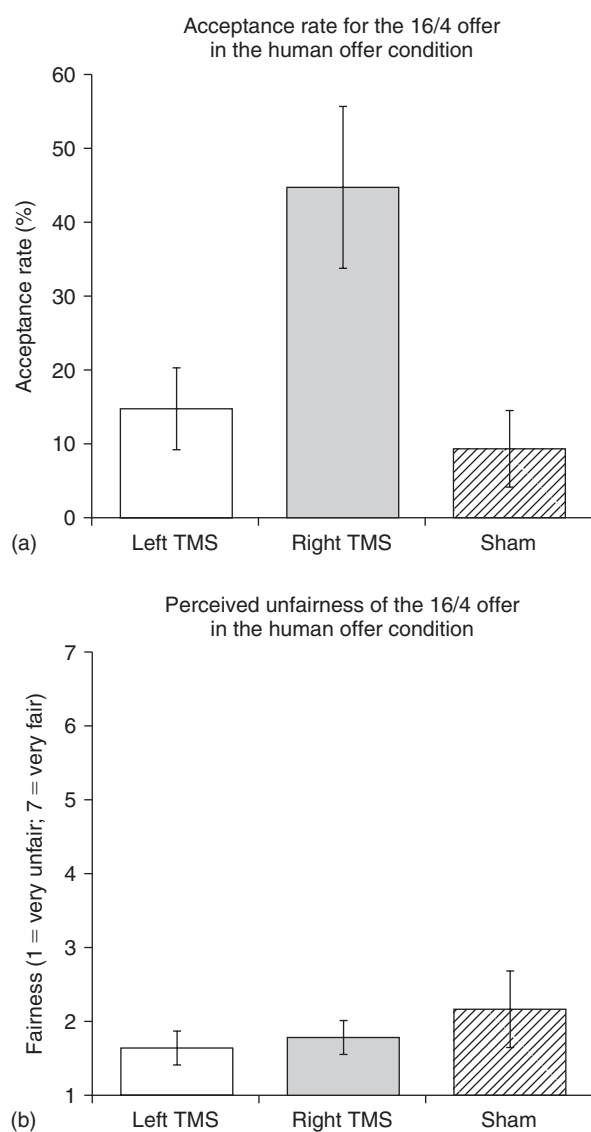 Acceptance rate for the 16/4 offer
in the human offer condition
60
50
40
30
20
10
0
Acceptance rate (%)
(a)
Left TMS
Right TMS
Sham
Perceived unfairness of the 16/4 offer
in the human offer condition
7
6
5
4
3
2
1
Fairness (1 = very unfair; 7 = very fair)
(b)
Left TMS
Right TMS
Sham